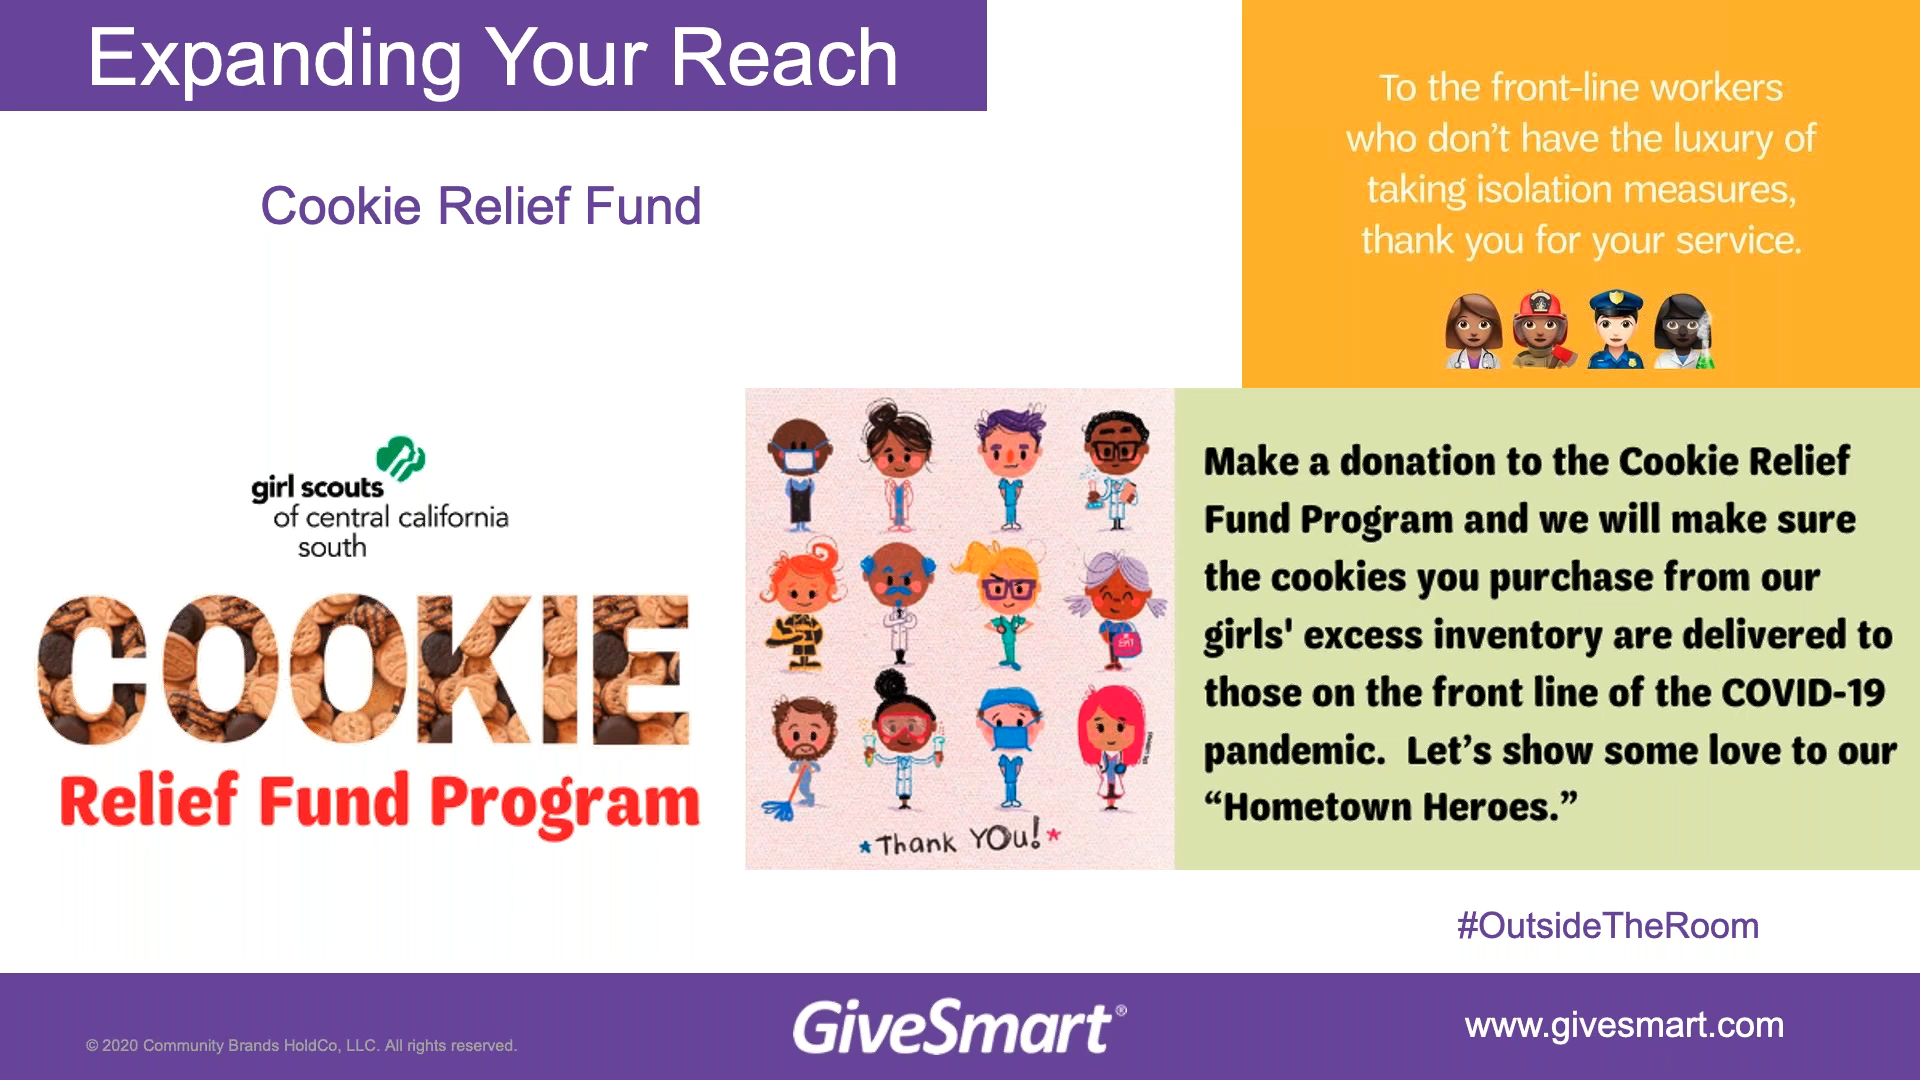 Expanding Your Reach
Cookie Relief Fund
To the front-line workers
who don't have the luxury of
taking isolation measures,
thank you for your service.
girl scouts
of central california
south
COOKIE
Relief Fund Program
EMT
*Thank YOu!*
Make a donation to the Cookie Relief
Fund Program and we will make sure
the cookies you purchase from our
girls' excess inventory are delivered to
those on the front line of the COVID-19
pandemic.  Let’s show some love to our
“Hometown Heroes.”
#OutsideTheRoom
© 2020 Community Brands HoldCo, LLC. All rights reserved.
GiveSmart®
www.givesmart.com